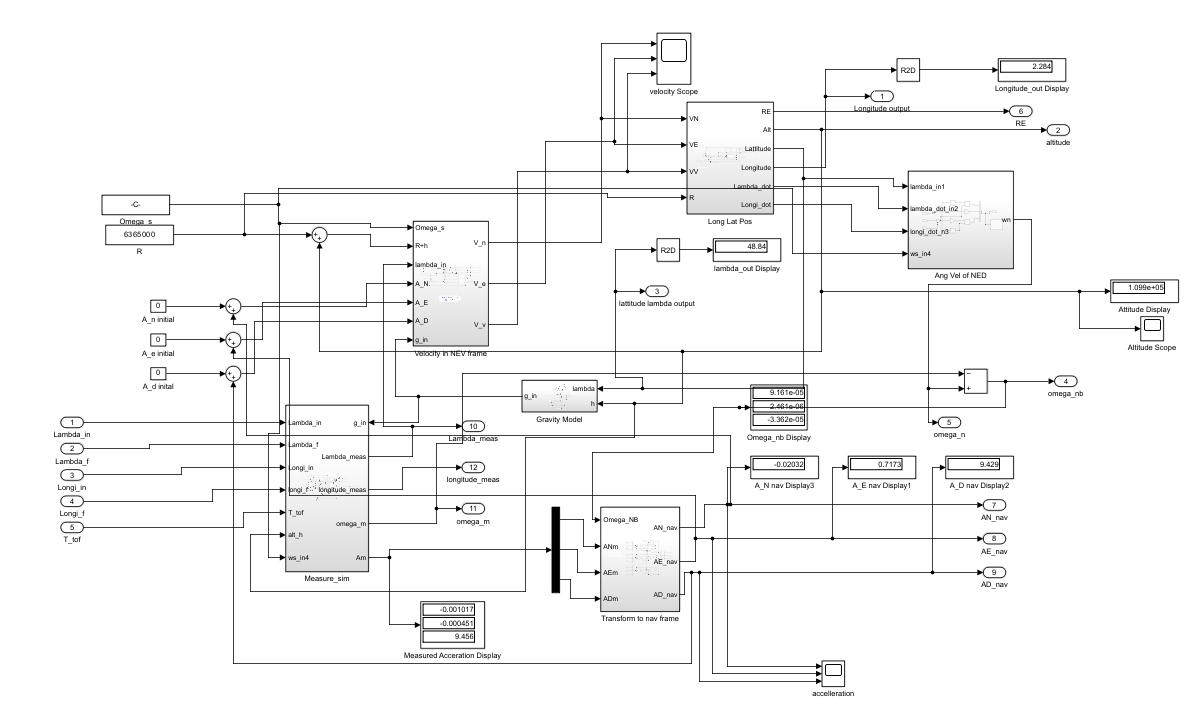 velocity Scope
R2D
2.284
Longitude_out Display
1
Longitude output
6
RE
2
altitude
VN
VE
VV
R
RE
Alt
Lattitude
Longitude
Lambda_dot
Longi_dot
Long Lat Pos
lambda_in1
lambda_dot_in2
longi_dot_n3
ws_in4
wn
Ang Vel of NED
-C-
Omega_s
6365000
R
+
+
Omega_s
R+h
lambda_in
A_N
A_E
A_D
g_in
V_n
V_e
V_v
Velocity in NEV frame
R2D
48.84
lambda_out Display
3
lattitude lambda output
1.099e+05
Attitude Display
Altitude Scope
0
A_n initial
+
+
0
A_e initial
+
+
0
A_d inital
+
+
g_in
lambda
h
Gravity Model
9.161e-05
2.461e-06
-3.362e-05
Omega_nb Display
−
+
4
omega_nb
5
omega_n
1
Lambda_in
2
Lambda_f
3
Longi_in
4
Longi_f
5
T_tof
Lambda_in
Lambda_f
Longi_in
longi_f
T_tof
alt_h
ws_in4
g_in
Lambda_meas
longitude_meas
omega_m
Am
Measure_sim
10
Lambda_meas
12
longitude_meas
11
omega_m
-0.02032
A_N nav Display3
0.7173
A_E nav Display1
9.429
A_D nav Display2
Omega_NB
ANm
AEm
ADm
AN_nav
AE_nav
AD_nav
Transform to nav frame
7
AN_nav
8
AE_nav
9
AD_nav
-0.001017
-0.000451
9.456
Measured Acceration Display
accelleration